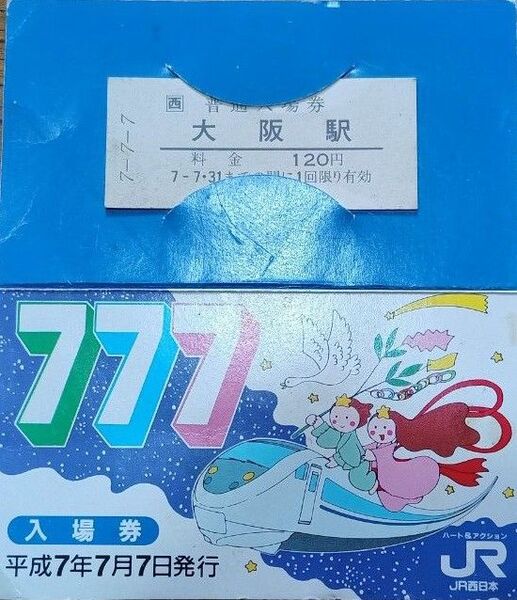 西 普通入場券
大阪駅
料金 120円
7-7・31までの間に1回限り有効
7-7-7
777
入場券
平成7年7月7日発行
ハート&アクション
JR
JR西日本